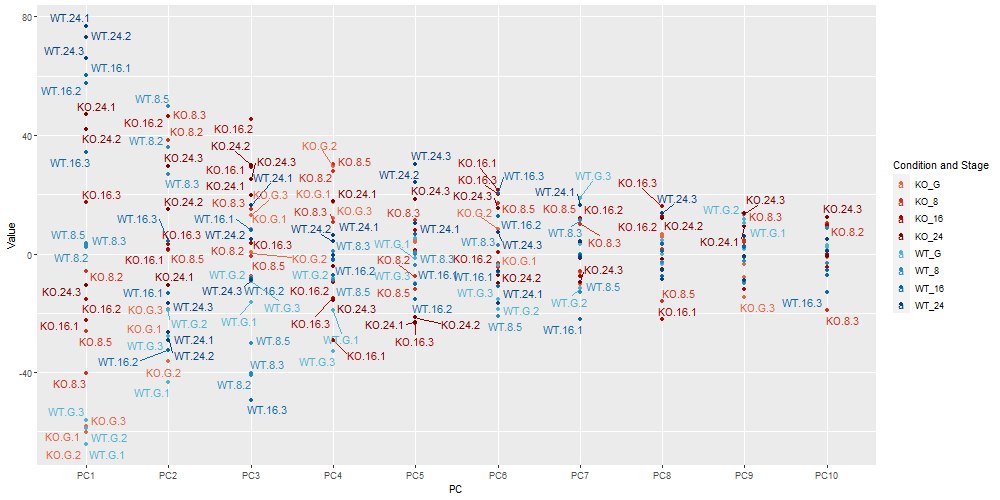 80
40
0
-40
Value
WT.24.1
WT.24.2
WT.24.3
WT.16.1
WT.16.2
KO.24.1
KO.24.2
WT.16.3
KO.16.3
WT.8.5
WT.8.3
WT.8.2
KO.8.2
KO.24.3
KO.16.2
KO.16.1
KO.8.5
KO.8.3
WT.G.3
KO.G.3
KO.G.1
WT.G.2
KO.G.2
WT.G.1
WT.8.5
KO.8.3
KO.16.2
KO.8.2
WT.8.2
KO.24.3
WT.8.3
KO.24.2
WT.16.3
KO.16.3
KO.16.1
KO.8.5
KO.24.1
WT.16.1
KO.G.3
WT.G.2
KO.G.1
WT.24.1
WT.G.3
WT.24.2
WT.16.2
KO.G.2
WT.G.1
KO.16.2
KO.24.2
KO.24.3
KO.16.1
WT.24.1
KO.24.1
KO.G.3
KO.8.3
KO.G.1
WT.16.1
WT.24.2
KO.16.3
KO.8.2
KO.G.2
KO.8.5
WT.G.2
WT.24.3
WT.16.2
WT.G.3
WT.G.1
WT.8.5
WT.8.3
WT.8.2
WT.16.3
KO.G.2
KO.8.5
KO.8.2
KO.G.1
KO.24.1
KO.8.3
KO.G.3
WT.24.2
WT.24.1
WT.8.3
WT.16.2
WT.8.5
WT.G.2
KO.16.2
KO.16.3
WT.G.1
KO.16.1
WT.G.3
WT.24.3
WT.24.2
KO.24.3
KO.8.3
WT.24.1
WT.G.1
WT.8.3
KO.8.2
WT.G.3
KO.8.5
WT.16.1
WT.16.2
KO.24.1
KO.24.2
KO.16.3
KO.16.1
KO.16.3
WT.16.3
KO.24.3
KO.8.5
KO.G.2
WT.16.2
WT.8.3
WT.24.3
KO.16.2
KO.G.1
WT.16.1
WT.24.1
WT.G.2
WT.8.5
WT.G.3
WT.24.1
KO.8.5
KO.16.2
WT.8.3
KO.8.3
KO.24.3
WT.G.2
WT.16.1
KO.16.3
WT.24.3
KO.16.2
KO.G.2
KO.8.5
KO.16.1
KO.24.3
WT.G.2
KO.8.3
WT.G.1
KO.24.1
KO.G.3
KO.24.3
KO.8.2
WT.16.3
KO.8.3
PC1 PC2 PC3 PC4 PC5 PC6 PC7 PC8 PC9 PC10
PC
Condition and Stage
KO_G
KO_8
KO_16
KO_24
WT_G
WT_8
WT_16
WT_24